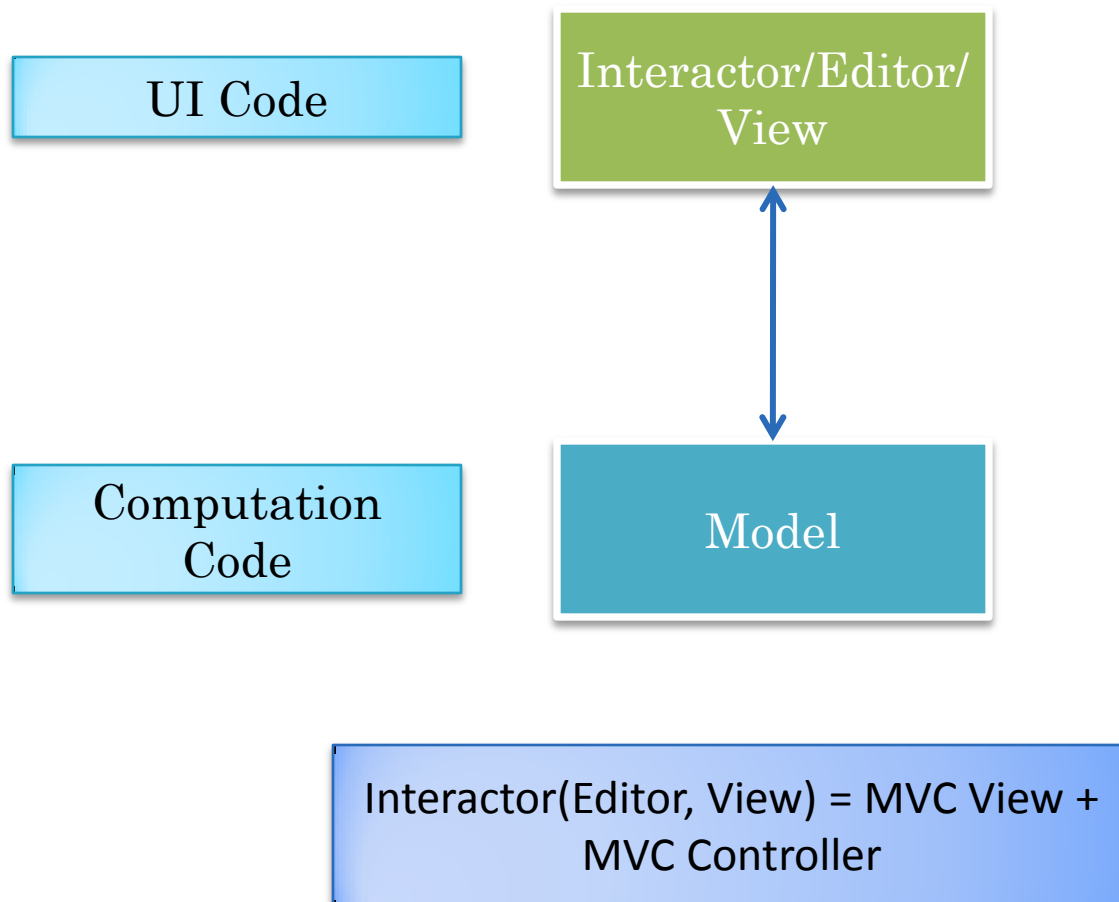 UI Code
Interactor/Editor/
View
Computation
Code
Model
Interactor(Editor, View) = MVC View +
MVC Controller